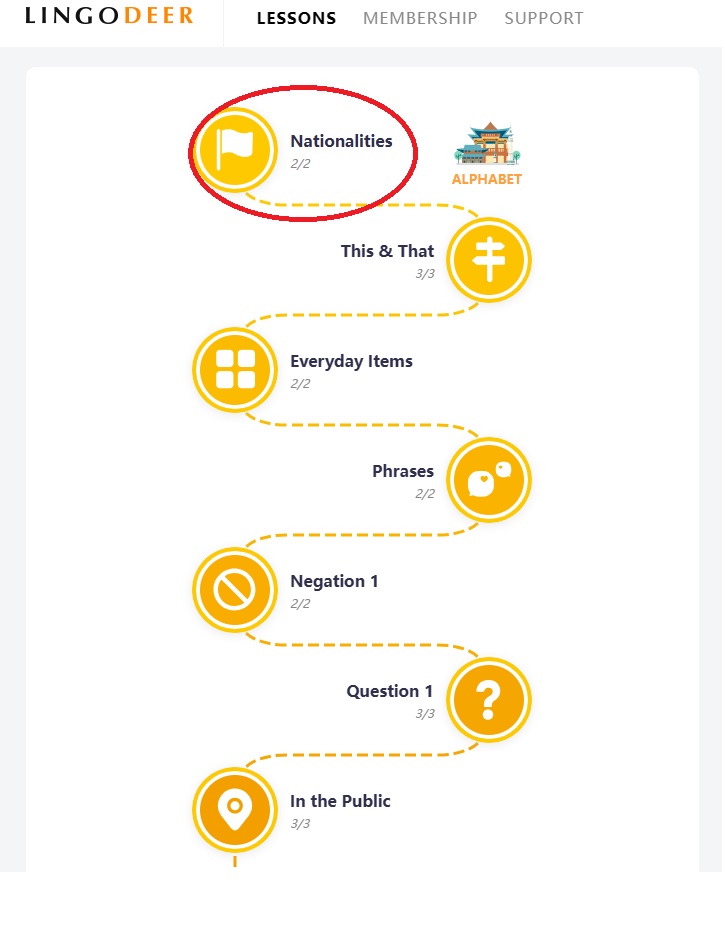 LINGODEER LESSONS MEMBERSHIP SUPPORT
Nationalities
2/2
ALPHABET
This & That
3/3
Everyday Items
2/2
Phrases
2/2
Negation 1
2/2
Question 1
3/3
In the Public
3/3